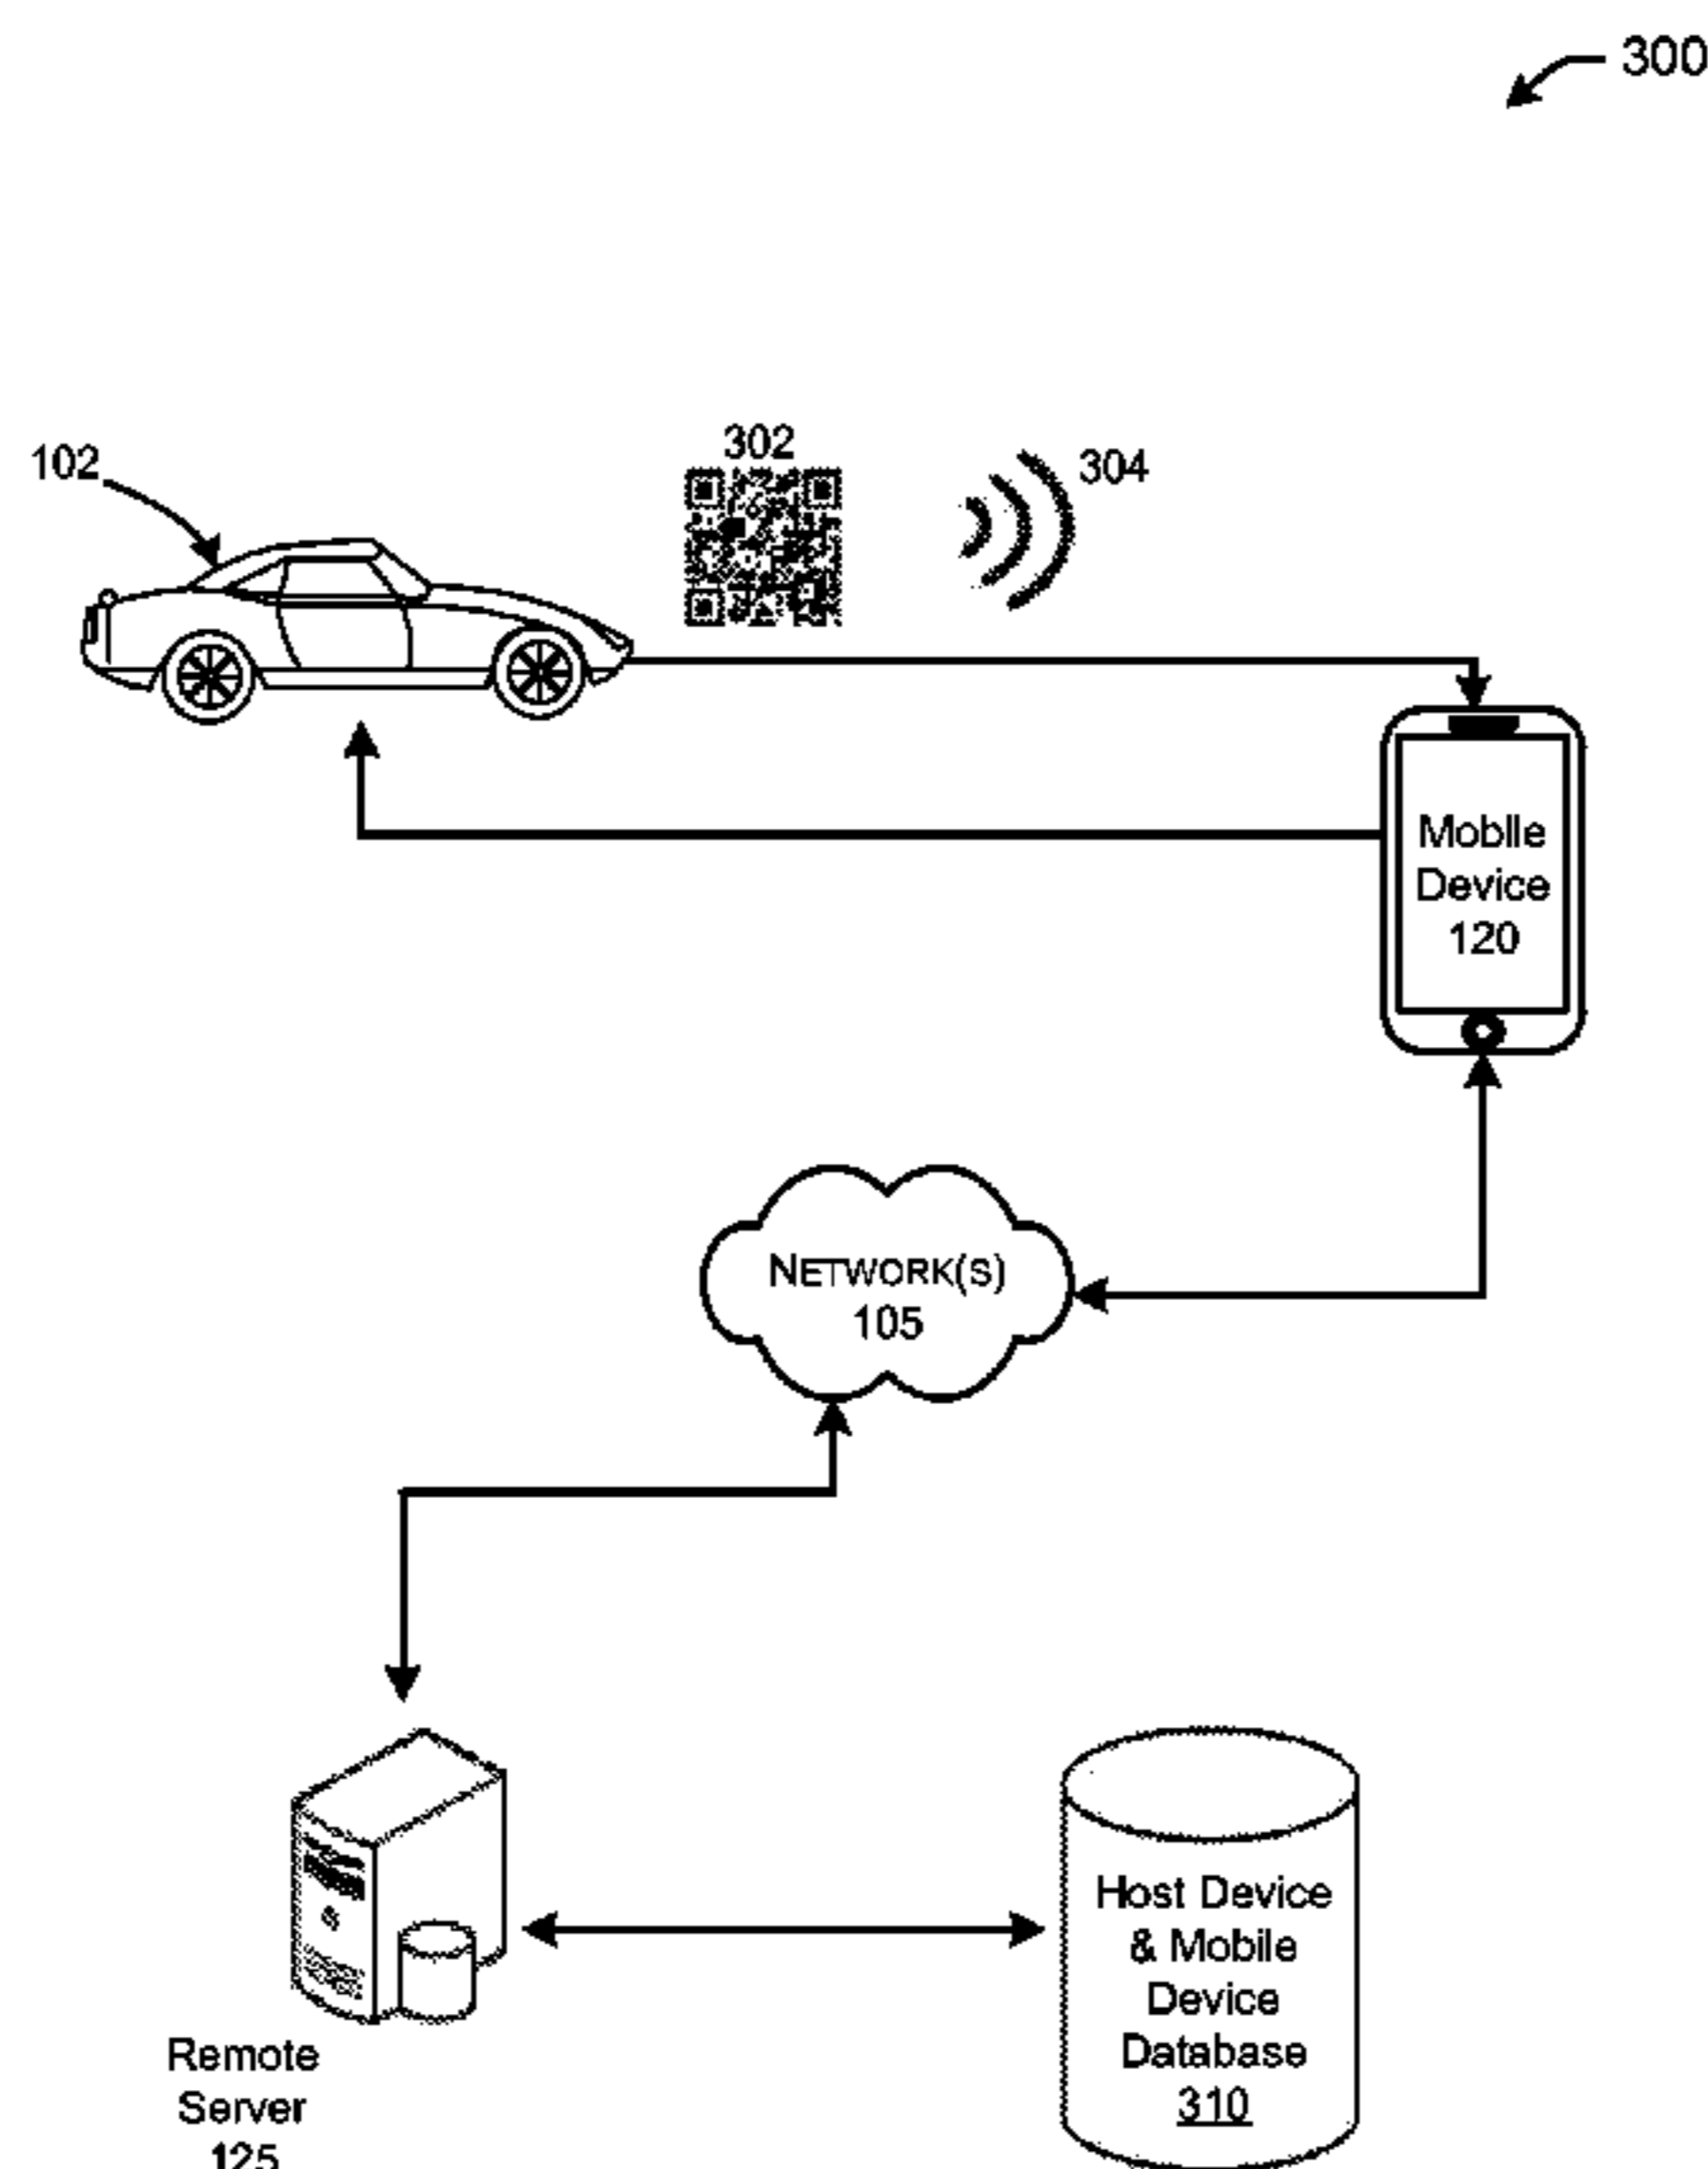 300
302
304
102
Mobile
Device
120
NETWORK(S)
105
Host Device
& Mobile
Device
Database
310
Remote
Server
125